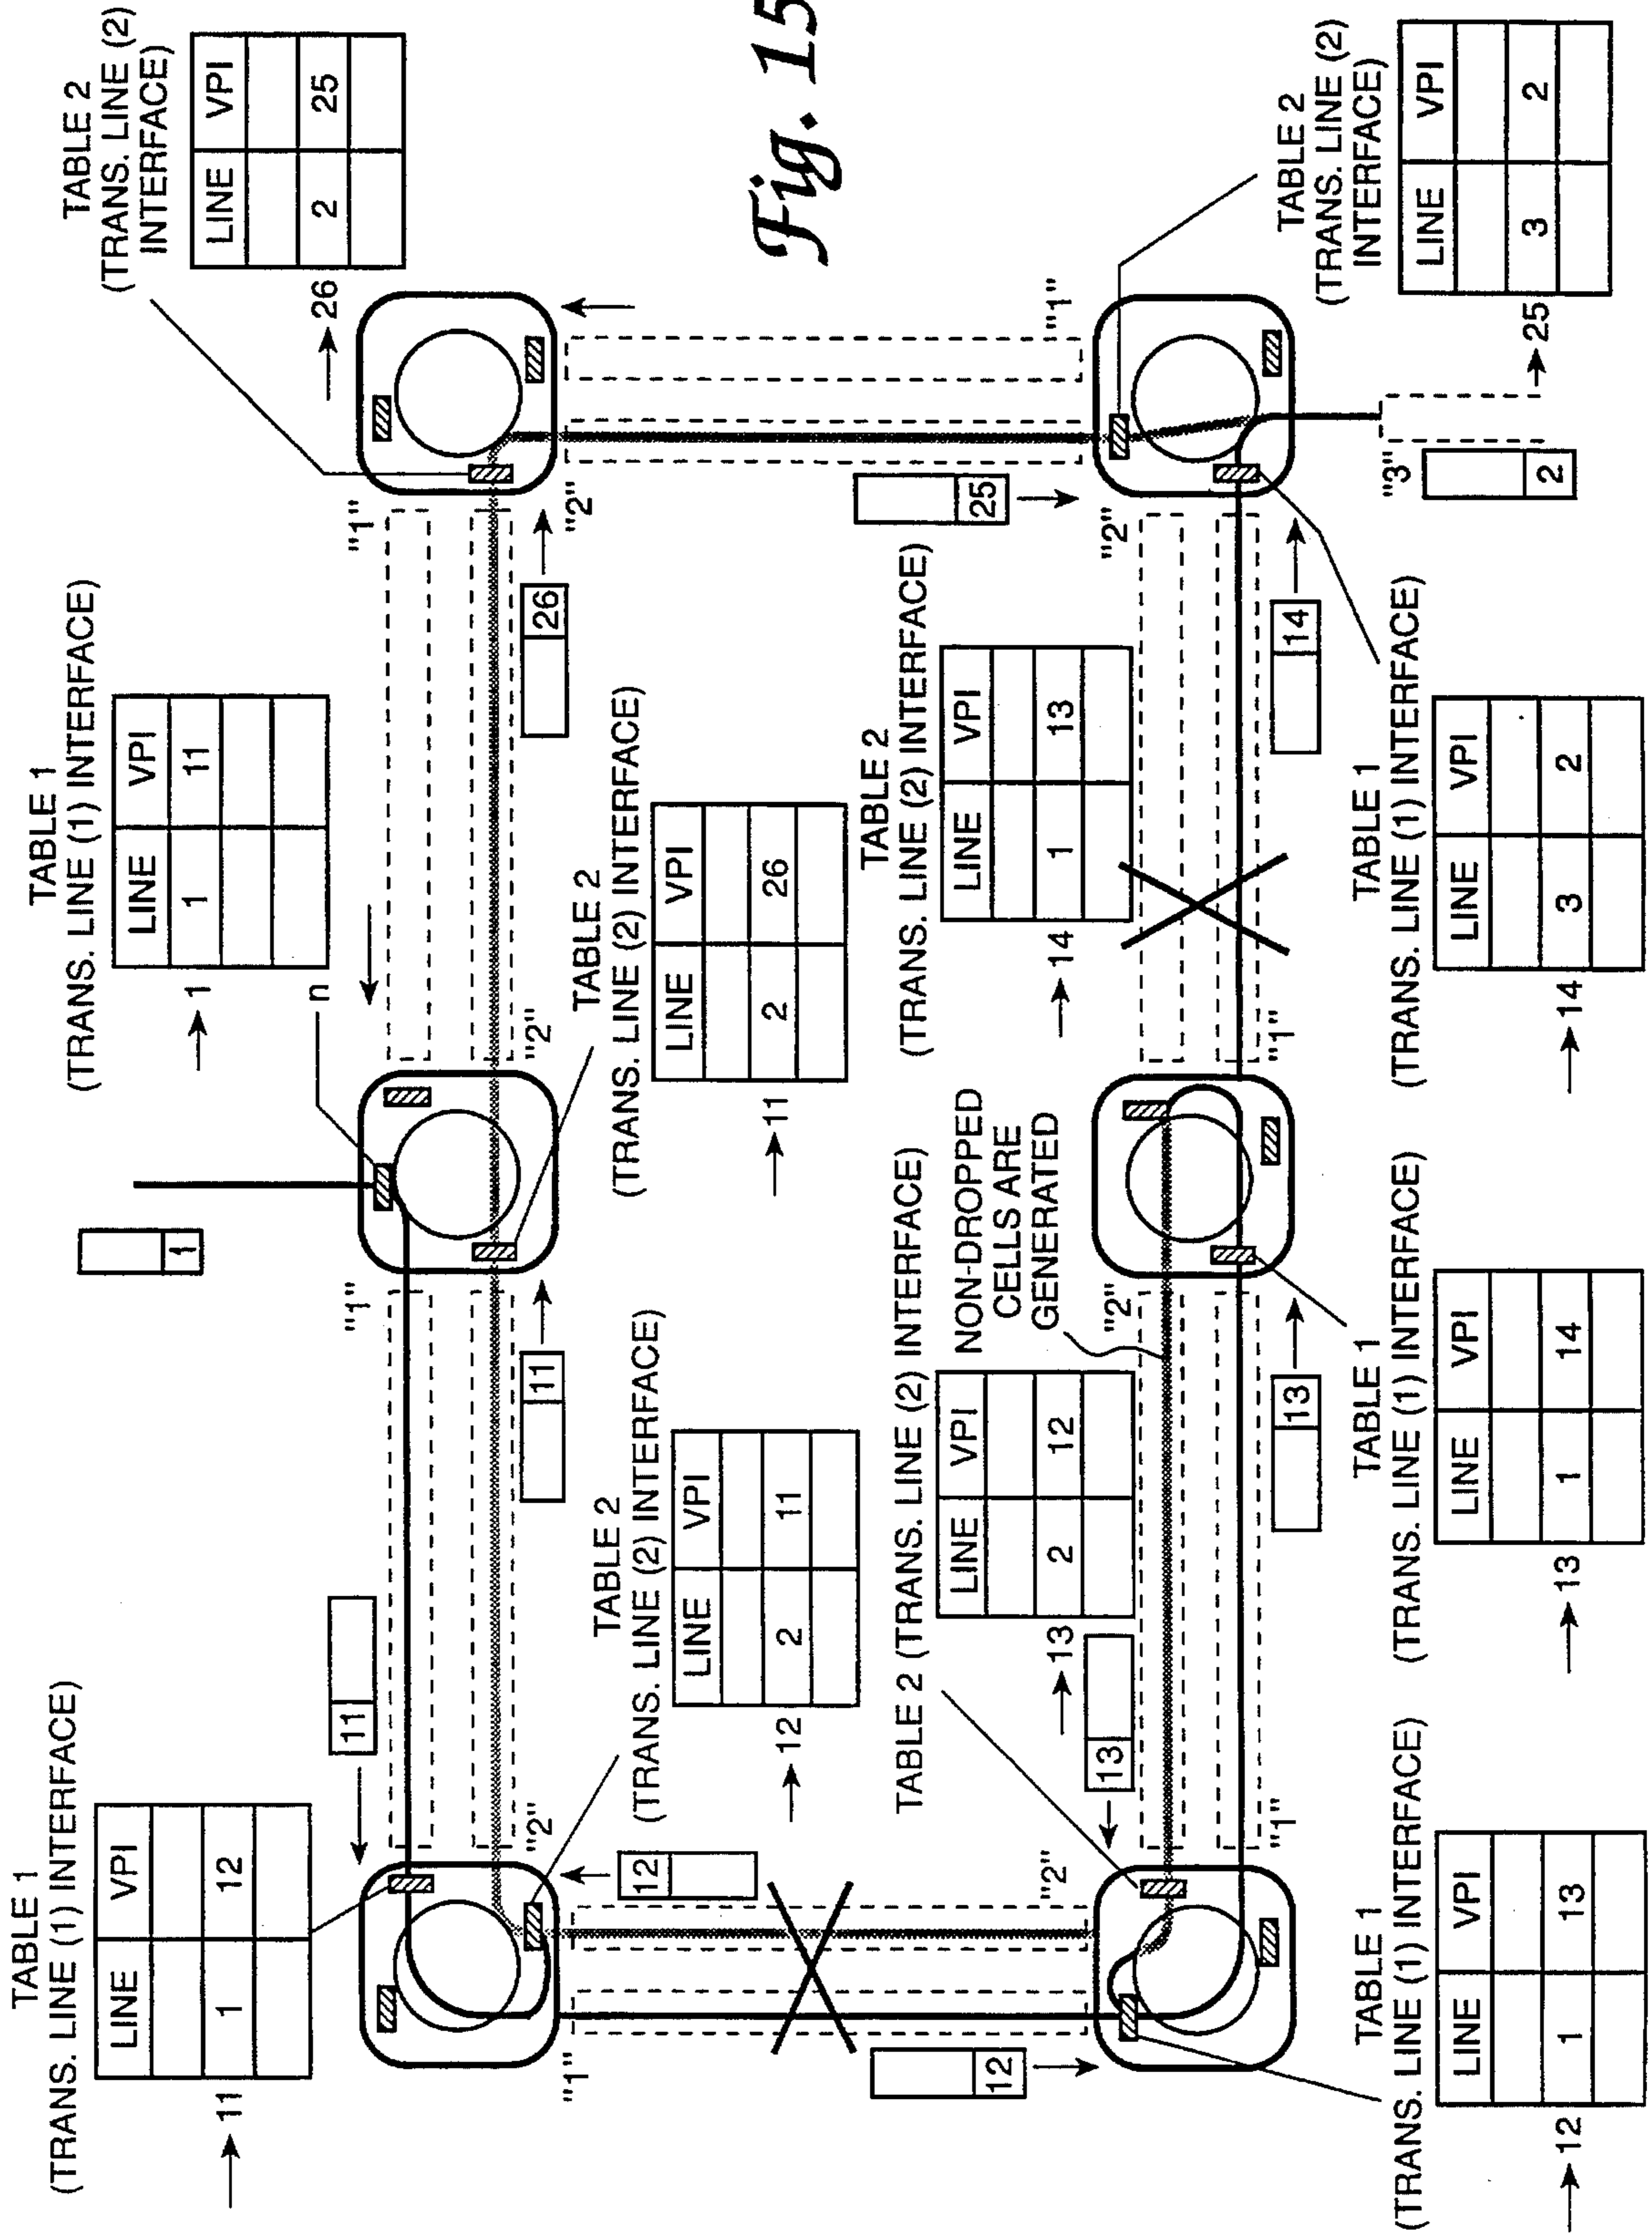 Fig. 15
TABLE 1
(TRANS. LINE (1) INTERFACE)
LINE VPI
→ 11
1 12
11
TABLE 1
(TRANS. LINE (1) INTERFACE)
LINE VPI
→ 1
1 11
n
1
TABLE 2
(TRANS. LINE (2)
INTERFACE)
LINE VPI
2 25
→ 26
"1"
"1"
"2"
"2"
"2"
"1"
11
26
12
TABLE 2
(TRANS. LINE (2) INTERFACE)
LINE VPI
→ 12
2 11
TABLE 2
(TRANS. LINE (2) INTERFACE)
LINE VPI
→ 11
2 26
12
"2"
TABLE 2 (TRANS. LINE (2) INTERFACE)
LINE VPI
→ 13
2 12
13
NON-DROPPED
CELLS ARE
GENERATED
"2"
TABLE 2
(TRANS. LINE (2) INTERFACE)
LINE VPI
→ 14
1 13
25
"2"
"1"
TABLE 2
(TRANS. LINE (2)
INTERFACE)
LINE VPI
3 2
→ 25
"1"
"1"
"3"
13
14
2
TABLE 1
(TRANS. LINE (1) INTERFACE)
LINE VPI
→ 12
1 13
TABLE 1
(TRANS. LINE (1) INTERFACE)
LINE VPI
→ 13
1 14
TABLE 1
(TRANS. LINE (1) INTERFACE)
LINE VPI
→ 14
3 2